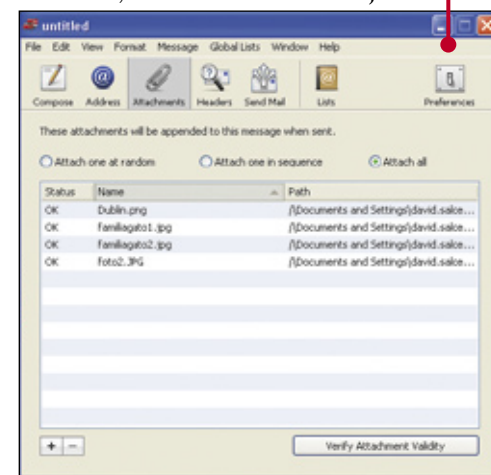 untitled
File Edit View Format Message Global Lists Window Help
Compose Address Attachments Headers Send Mail Lists Preferences
These attachments will be appended to this message when sent.
Attach one at random Attach one in sequence Attach all
Status Name Path
OK Dublin.png /\Documents and Settings\david.salce...
OK familiagato1.jpg /\Documents and Settings\david.salce...
OK familiagato2.jpg /\Documents and Settings\david.salce...
OK foto2.JPG /\Documents and Settings\david.salce...
+ −
Verify Attachment Validity